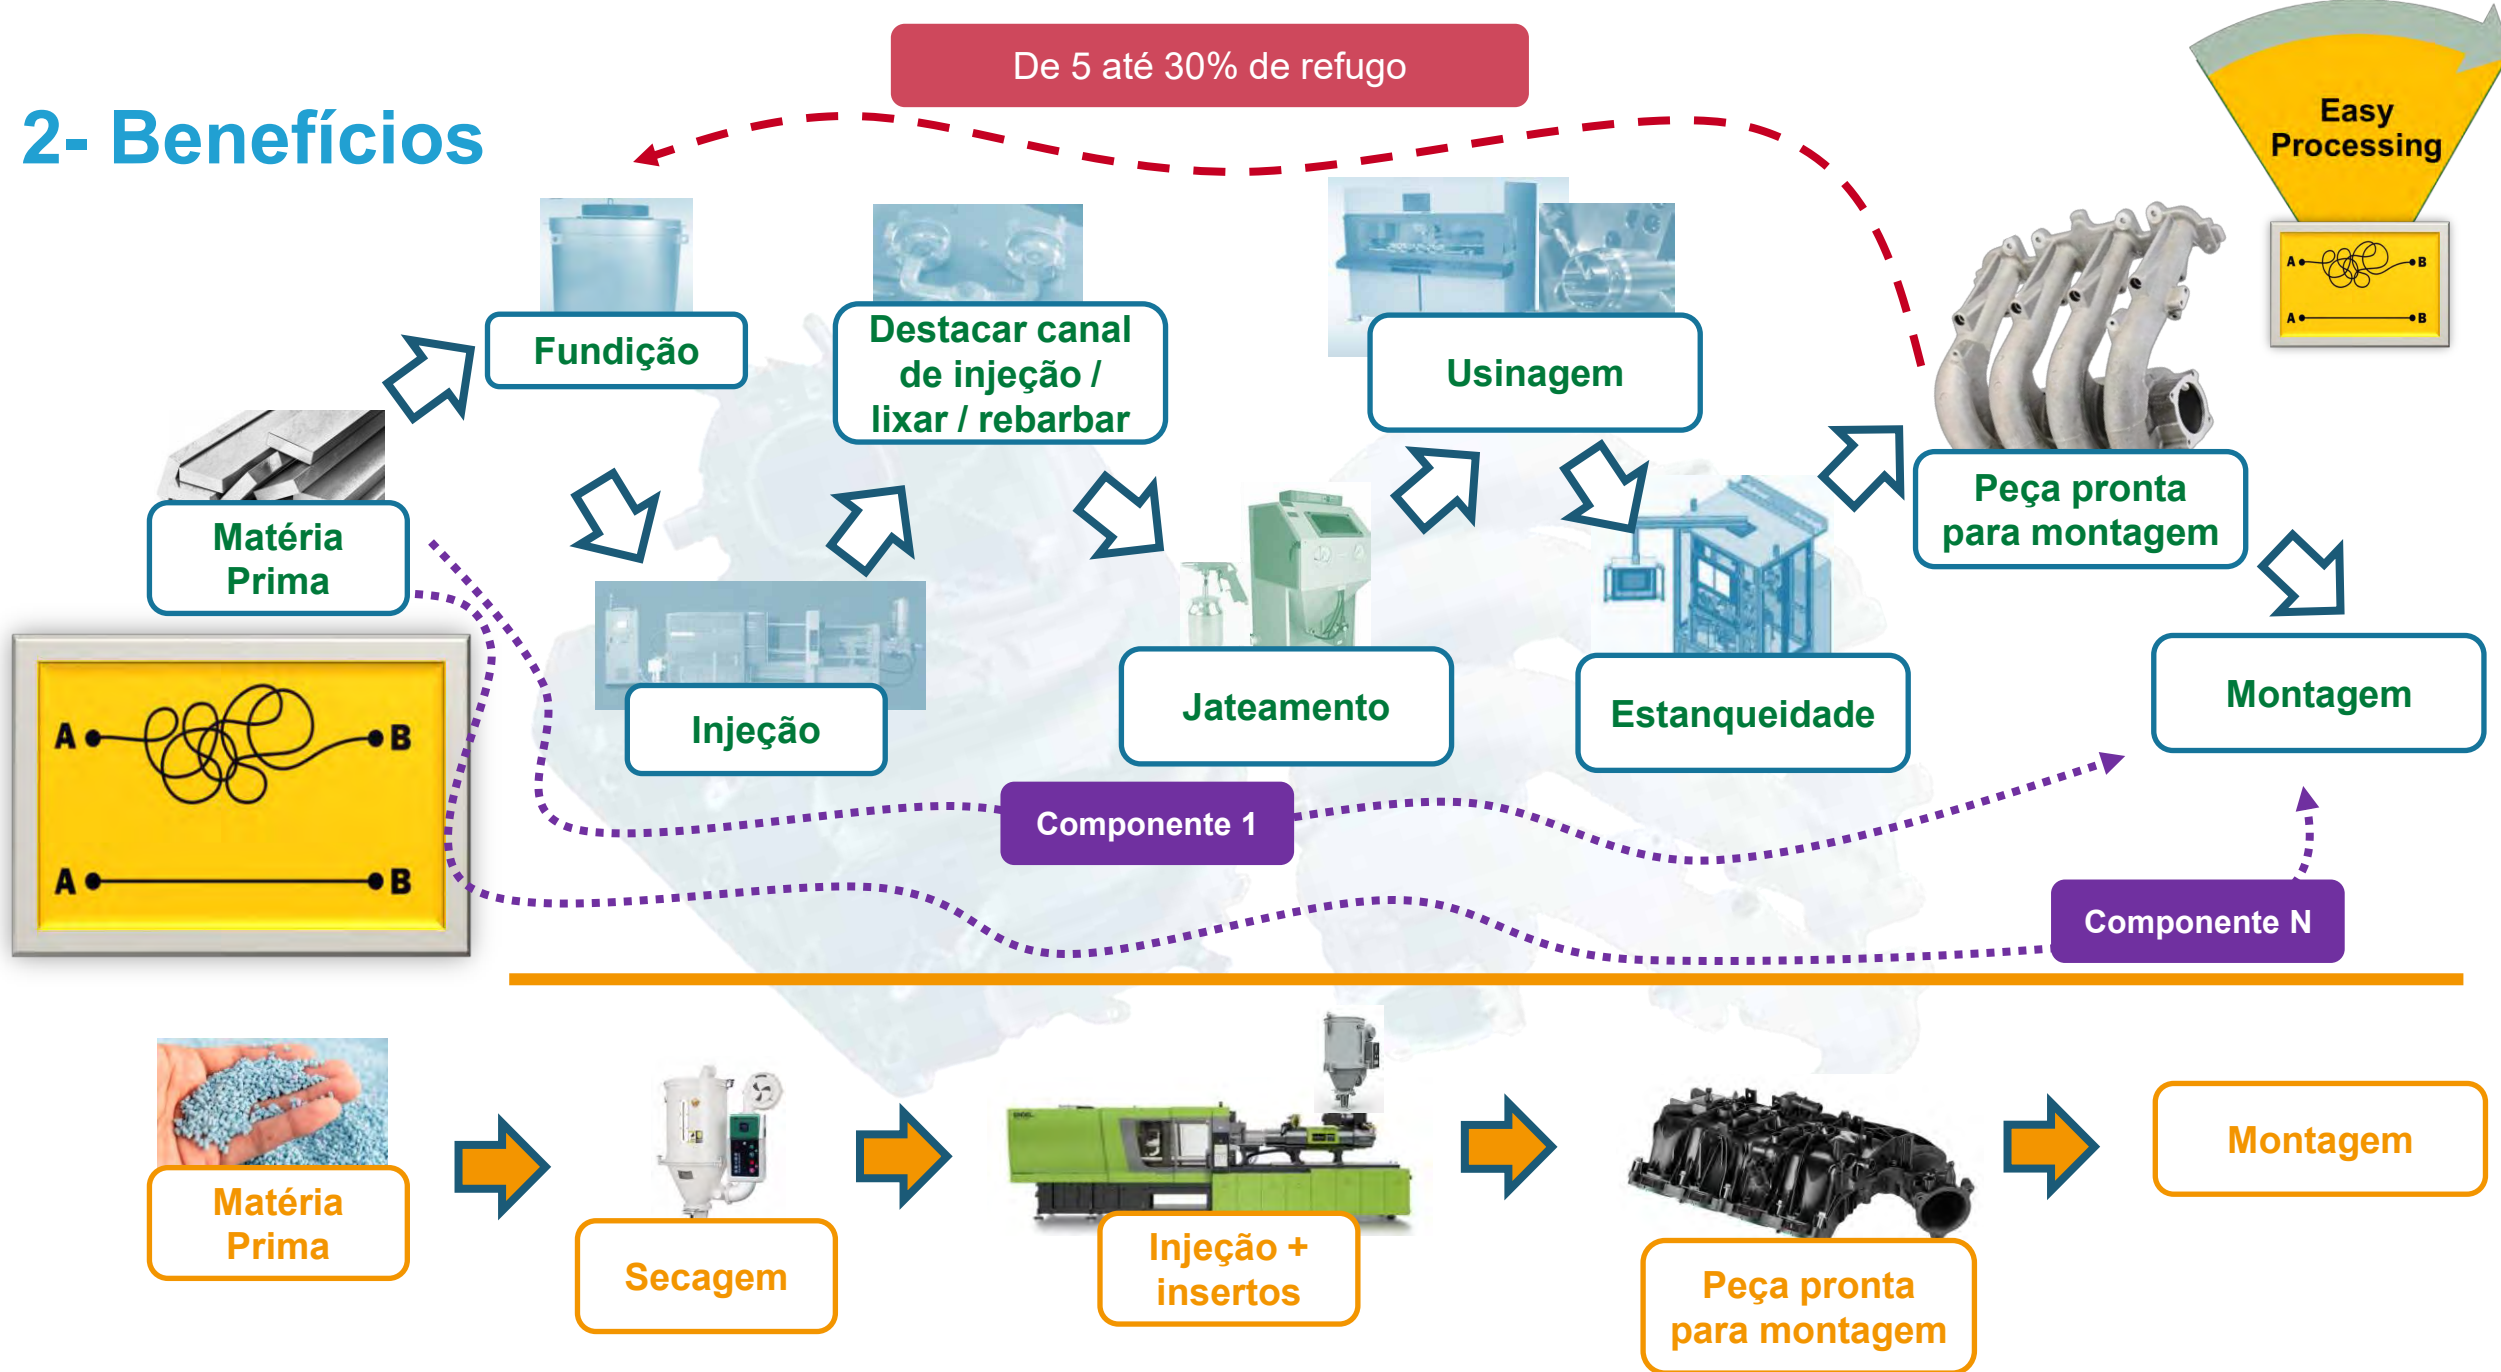 De 5 até 30% de refugo
2- Benefícios
Easy
Processing
A B
A B
Fundição
Destacar canal
de injeção /
lixar / rebarbar
Usinagem
Matéria
Prima
Peça pronta
para montagem
Injeção
Jateamento
Estanqueidade
Montagem
A B
A B
Componente 1
Componente N
Matéria
Prima
Secagem
Injeção +
insertos
Peça pronta
para montagem
Montagem